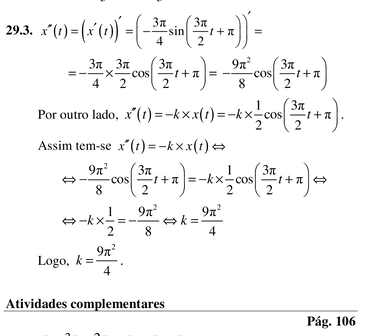 29.3. x″(t) = (x′(t))′ = (−3π/4 sin(3π/2 t + π))′ =
= −3π/4 × 3π/2 cos(3π/2 t + π) = −9π²/8 cos(3π/2 t + π)
Por outro lado, x″(t) = −k × x(t) = −k × 1/2 cos(3π/2 t + π).
Assim tem-se x″(t) = −k × x(t) ⇔
⇔ −9π²/8 cos(3π/2 t + π) = −k × 1/2 cos(3π/2 t + π) ⇔
⇔ −k × 1/2 = −9π²/8 ⇔ k = 9π²/4
Logo, k = 9π²/4.
Atividades complementares
Pág. 106